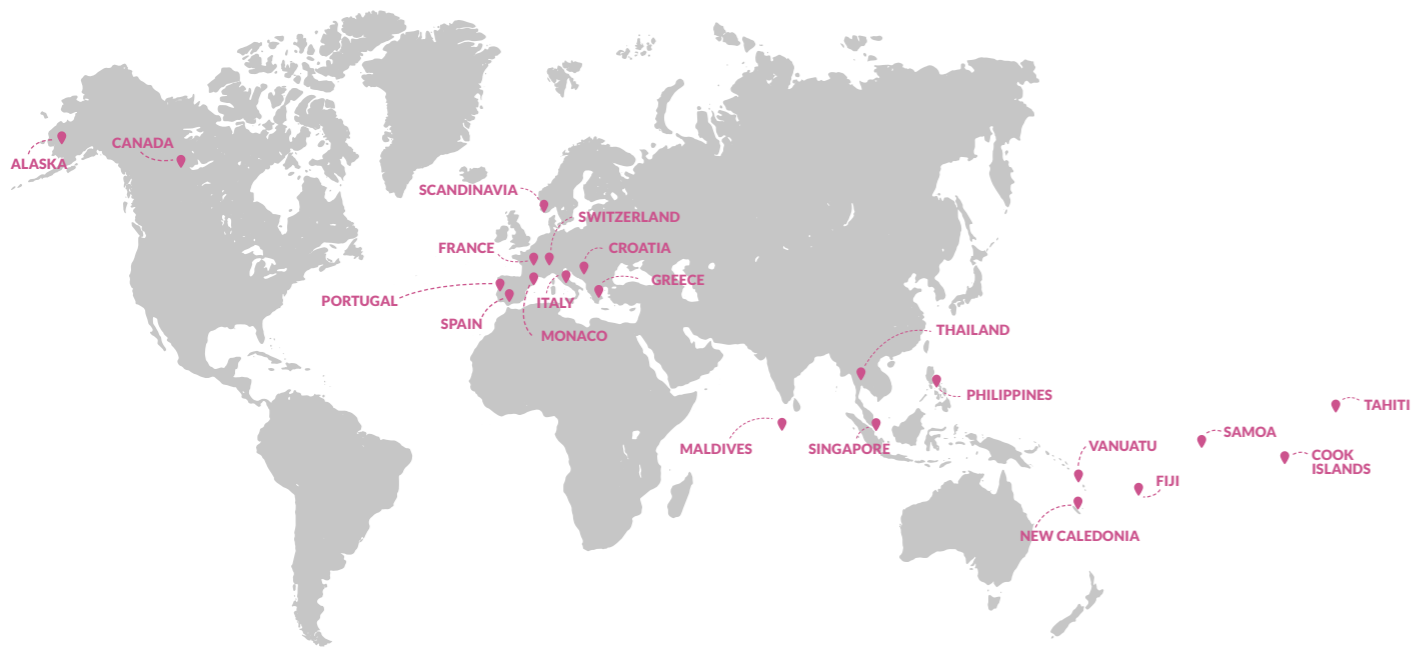 CANADA
ALASKA
SCANDINAVIA
SWITZERLAND
FRANCE
CROATIA
GREECE
PORTUGAL
ITALY
SPAIN
MONACO
THAILAND
PHILIPPINES
TAHITI
MALDIVES
SINGAPORE
VANUATU
SAMOA
COOK
ISLANDS
FIJI
NEW CALEDONIA